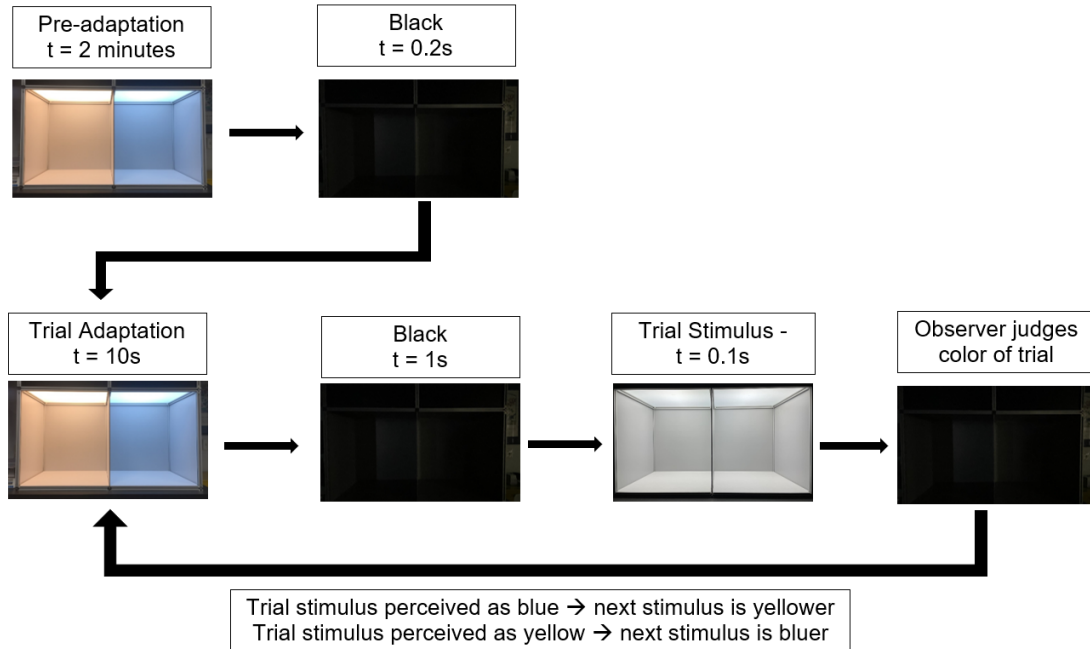 Pre-adaptation
t = 2 minutes
Black
t = 0.2s
Trial Adaptation
t = 10s
Black
t = 1s
Trial Stimulus -
t = 0.1s
Observer judges
color of trial
Trial stimulus perceived as blue → next stimulus is yellower
Trial stimulus perceived as yellow → next stimulus is bluer